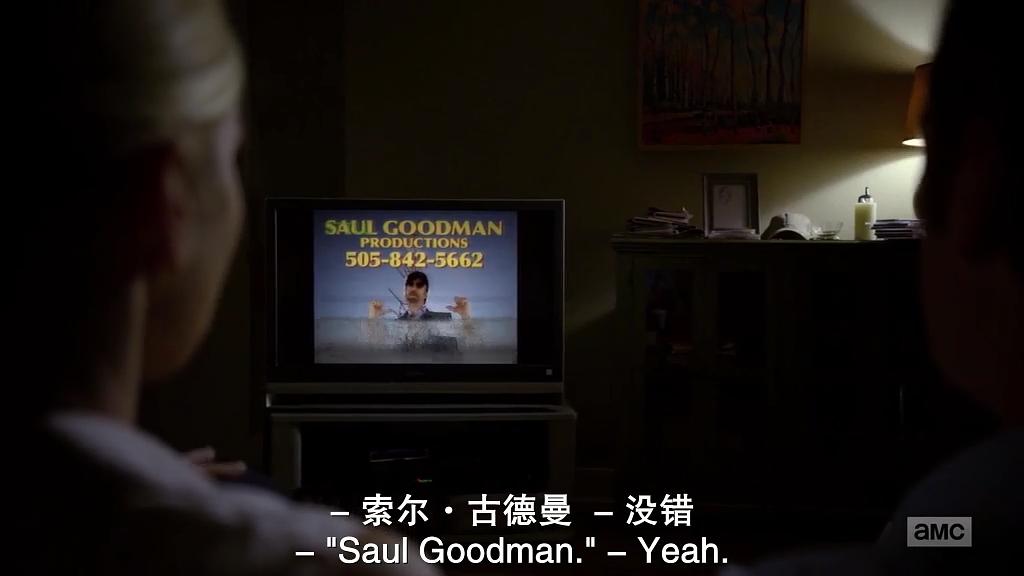 SAUL GOODMAN
PRODUCTIONS
505-842-5662
– 索尔·古德曼 – 没错
– "Saul Goodman." – Yeah.
aMC